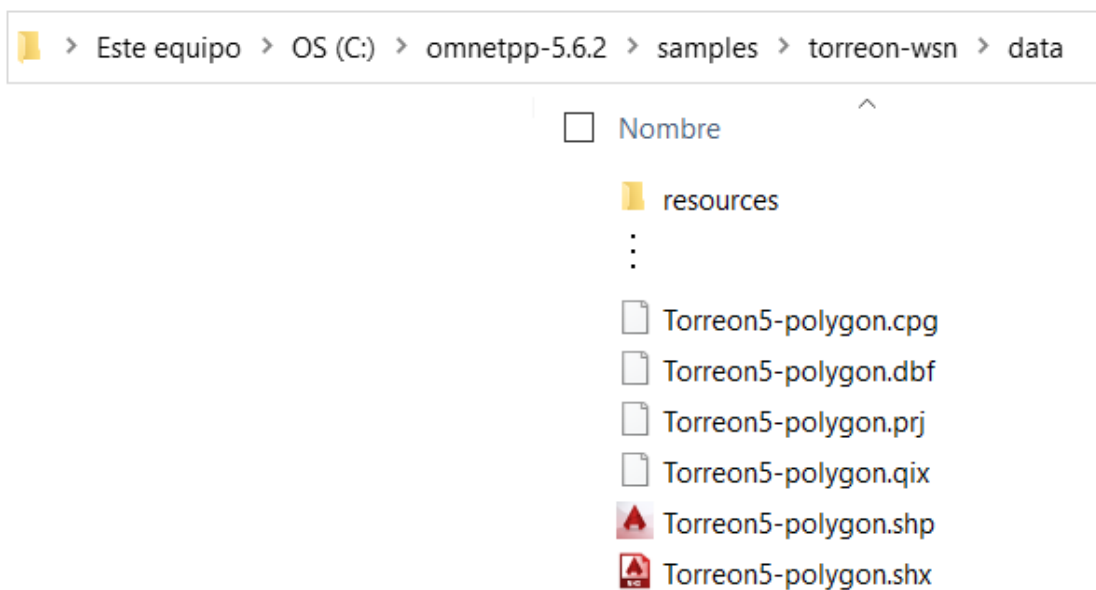 > Este equipo > OS (C:) > omnetpp-5.6.2 > samples > torreon-wsn > data
Nombre
resources
⋮
Torreon5-polygon.cpg
Torreon5-polygon.dbf
Torreon5-polygon.prj
Torreon5-polygon.qix
Torreon5-polygon.shp
Torreon5-polygon.shx